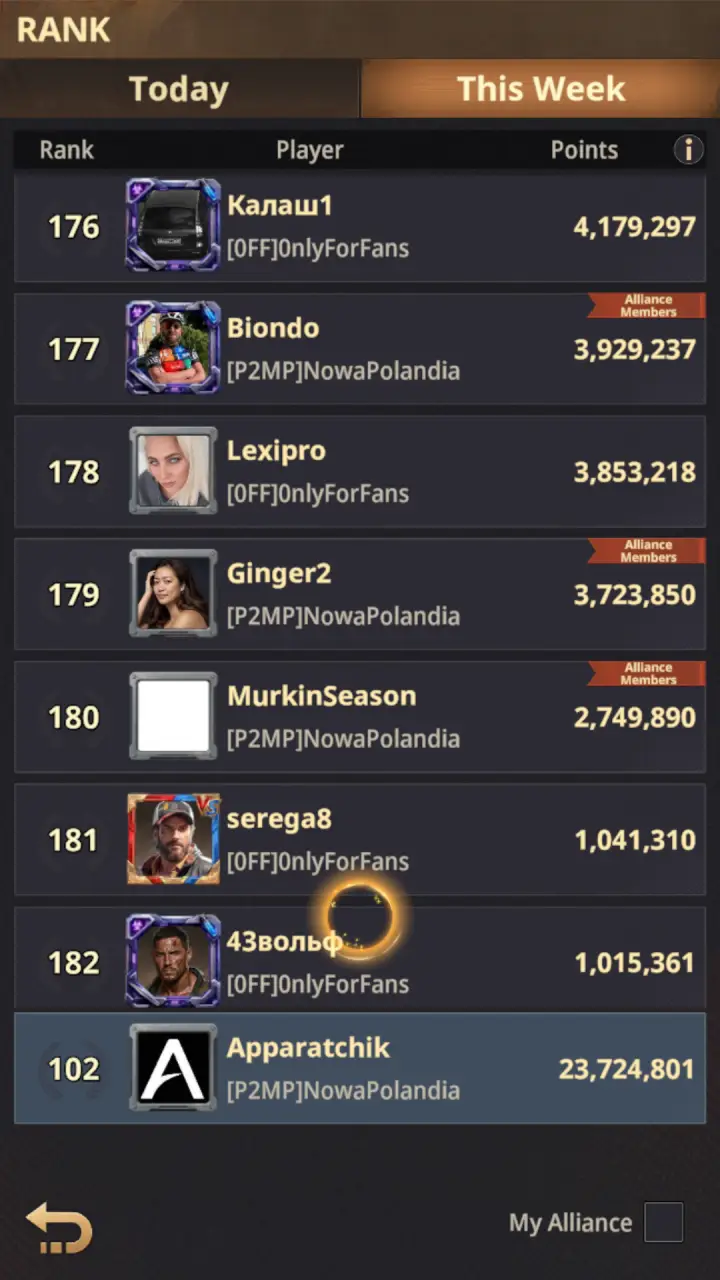 RANK
Today
This Week
Rank
Player
Points
i
176
Калаш1
[0FF]0nlyForFans
4,179,297
Alliance
Members
177
Biondo
[P2MP]NowaPolandia
3,929,237
178
Lexipro
[0FF]0nlyForFans
3,853,218
Alliance
Members
179
Ginger2
[P2MP]NowaPolandia
3,723,850
Alliance
Members
180
MurkinSeason
[P2MP]NowaPolandia
2,749,890
181
VS
serega8
[0FF]0nlyForFans
1,041,310
182
43вольф
[0FF]0nlyForFans
1,015,361
102
A
Apparatchik
[P2MP]NowaPolandia
23,724,801
My Alliance